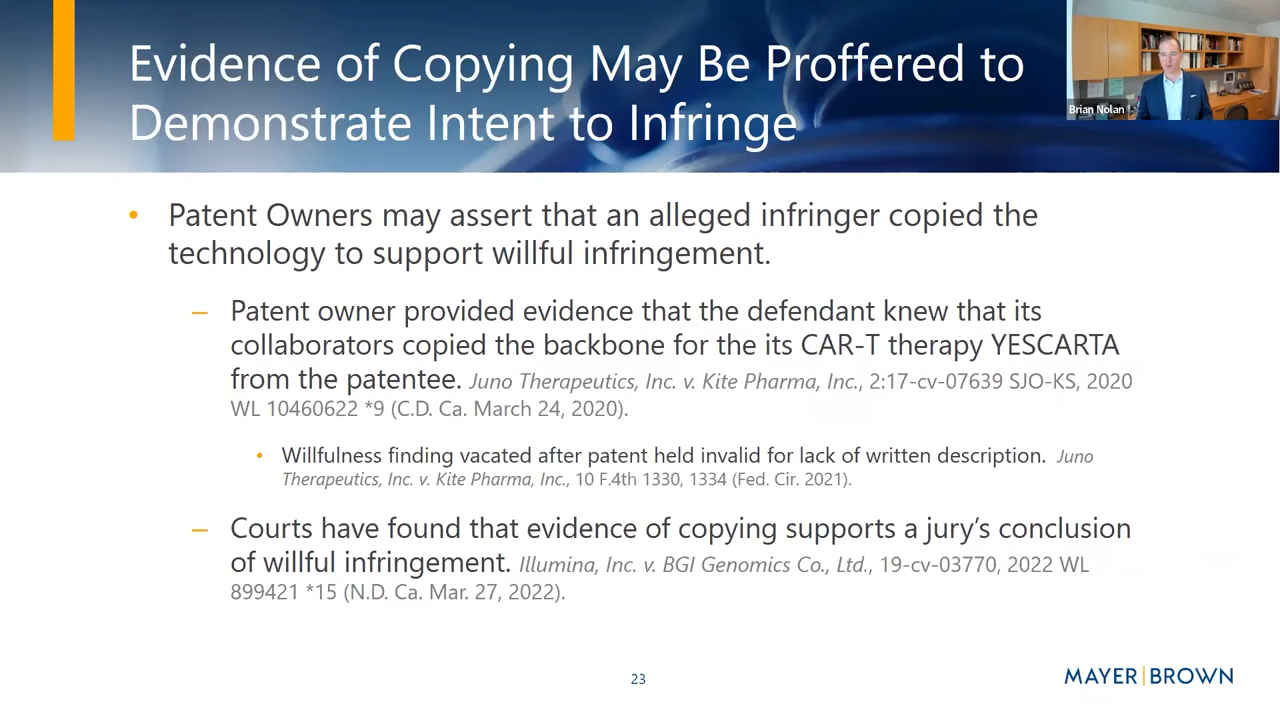 Evidence of Copying May Be Proffered to
Demonstrate Intent to Infringe
Brian Nolan
• Patent Owners may assert that an alleged infringer copied the
technology to support willful infringement.
– Patent owner provided evidence that the defendant knew that its
collaborators copied the backbone for the its CAR-T therapy YESCARTA
from the patentee. Juno Therapeutics, Inc. v. Kite Pharma, Inc., 2:17-cv-07639 SJO-KS, 2020
WL 10460622 *9 (C.D. Ca. March 24, 2020).
• Willfulness finding vacated after patent held invalid for lack of written description. Juno
Therapeutics, Inc. v. Kite Pharma, Inc., 10 F.4th 1330, 1334 (Fed. Cir. 2021).
– Courts have found that evidence of copying supports a jury’s conclusion
of willful infringement. Illumina, Inc. v. BGI Genomics Co., Ltd., 19-cv-03770, 2022 WL
899421 *15 (N.D. Ca. Mar. 27, 2022).
23
MAYER | BROWN